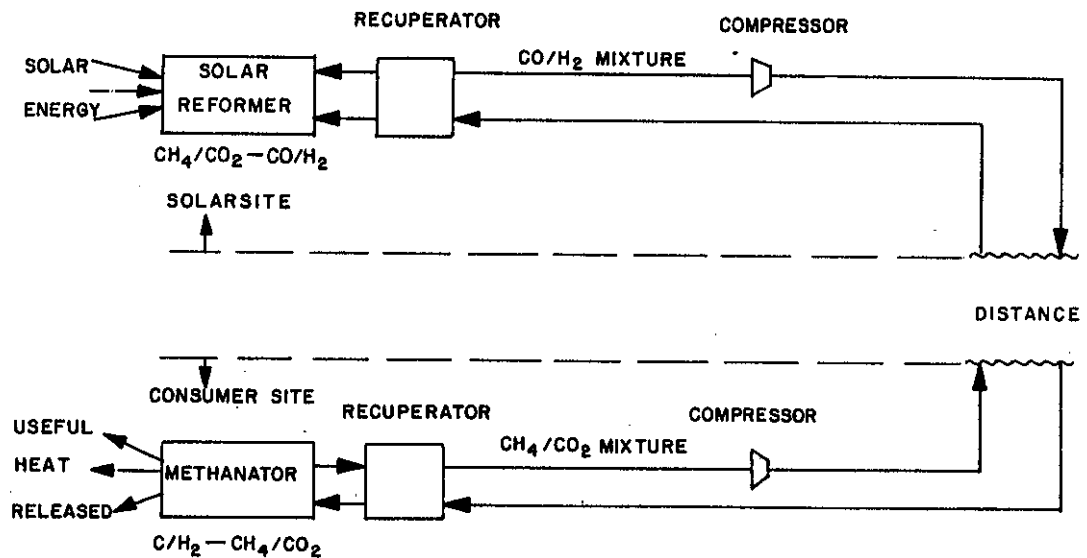 RECUPERATOR
COMPRESSOR
SOLAR
ENERGY
SOLAR
REFORMER
CO/H₂ MIXTURE
CH₄/CO₂—CO/H₂
SOLARSITE
DISTANCE
CONSUMER SITE
RECUPERATOR
COMPRESSOR
USEFUL
HEAT
RELEASED
METHANATOR
CH₄/CO₂ MIXTURE
C/H₂—CH₄/CO₂